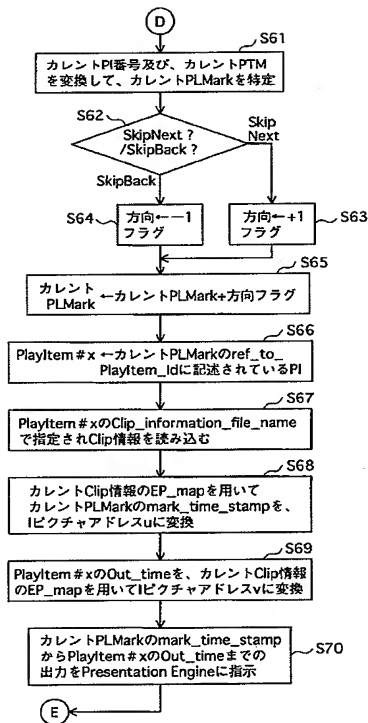 D
S61
カレントPI番号及び、カレントPTM
を変換して、カレントPLMarkを特定
S62
SkipNext?
/SkipBack?
Skip
Next
SkipBack
S64
方向←−1
フラグ
方向←+1
フラグ
S63
S65
カレント
PLMark ←カレントPLMark+方向フラグ
S66
PlayItem#x ←カレントPLMarkのref_to_
PlayItem_Idに記述されているPI
S67
PlayItem#xのClip_information_file_name
で指定されClip情報を読み込む
S68
カレントClip情報のEP_mapを用いて
カレントPLMarkのmark_time_stampを、
Iピクチャアドレスuに変換
S69
PlayItem#xのOut_timeを、カレントClip情報
のEP_mapを用いてIピクチャアドレスvに変換
S70
カレントPLMarkのmark_time_stamp
からPlayItem#xのOut_timeまでの
出力をPresentation Engineに指示
E